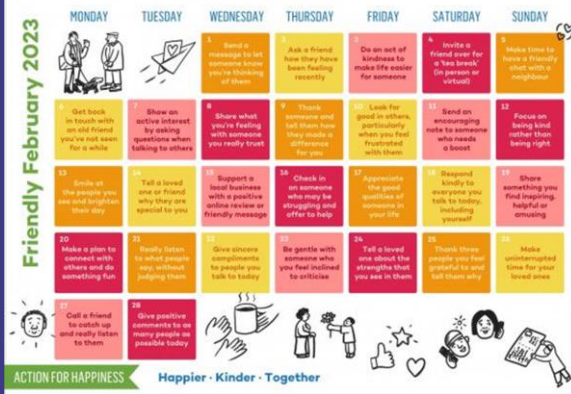 Friendly February 2023
MONDAY TUESDAY WEDNESDAY THURSDAY FRIDAY SATURDAY SUNDAY
1
Send a
message to let
someone know
you're thinking
of them
2
Ask a friend
how they have
been feeling
recently
3
Do an act of
kindness to
make life easier
for someone
4
Invite a
friend over for
a 'tea break'
(in person or
virtual)
5
Make time to
have a friendly
chat with a
neighbour
6
Get back
in touch with
an old friend
you've not seen
for a while
7
Show an
active interest
by asking
questions when
talking to others
8
Share what
you're feeling
with someone
you really trust
9
Thank
someone and
tell them how
they made a
difference
for you
10
Look for
good in others,
particularly
when you feel
frustrated
with them
11
Send an
encouraging
note to someone
who needs
a boost
12
Focus on
being kind
rather than
being right
13
Smile at
the people you
see and brighten
their day
14
Tell a loved
one or friend
why they are
special to you
15
Support a
local business
with a positive
online review or
friendly message
16
Check in
on someone
who may be
struggling and
offer to help
17
Appreciate
the good
qualities of
someone in
your life
18
Respond
kindly to
everyone you
talk to today,
including
yourself
19
Share
something you
find inspiring,
helpful or
amusing
20
Make a plan to
connect with
others and do
something fun
21
Really listen
to what people
say, without
judging them
22
Give sincere
compliments
to people you
talk to today
23
Be gentle with
someone who
you feel inclined
to criticise
24
Tell a loved
one about the
strengths that
you see in them
25
Thank three
people you feel
grateful to and
tell them why
26
Make
uninterrupted
time for your
loved ones
27
Call a friend
to catch up
and really listen
to them
28
Give positive
comments to as
many people as
possible today
ACTION FOR HAPPINESS
Happier · Kinder · Together